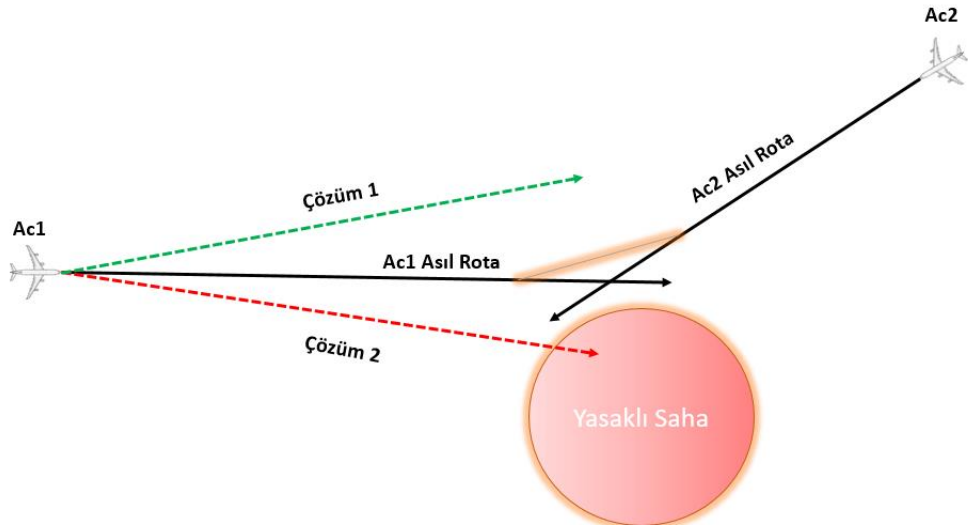 Ac2
Ac2 Asıl Rota
Çözüm 1
Ac1
Ac1 Asıl Rota
Çözüm 2
Yasaklı Saha